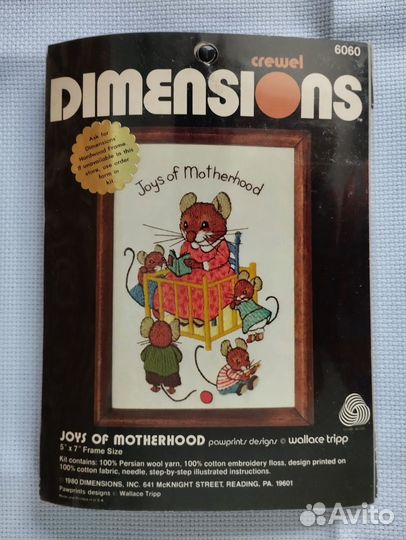 6060
crewel
DIMENSIONS
Ask for
Dimensions'
Hardwood Frame
If unavailable in this
store, use order
form in
kit.
Joys of Motherhood
JOYS OF MOTHERHOOD pawprints designs © wallace tripp
5" x 7" Frame Size
Kit contains: 100% Persian wool yarn, 100% cotton embroidery floss, design printed on
100% cotton fabric, needle, step-by-step illustrated instructions.
© 1980 DIMENSIONS, INC. 641 McKNIGHT STREET, READING, PA. 19601
Pawprints designs © Wallace Tripp
Avito